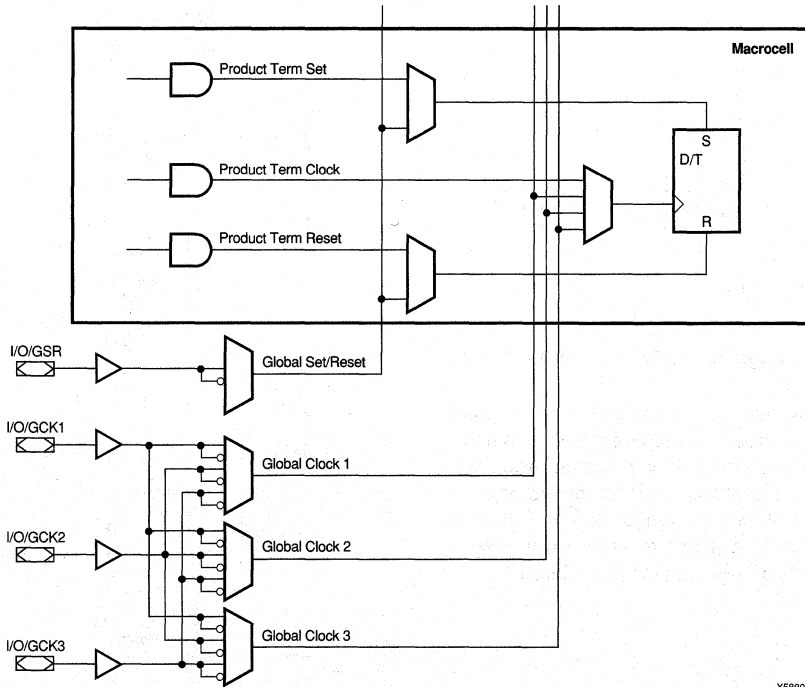 Macrocell
Product Term Set
S
D/T
Product Term Clock
R
Product Term Reset
I/O/GSR
Global Set/Reset
I/O/GCK1
Global Clock 1
I/O/GCK2
Global Clock 2
I/O/GCK3
Global Clock 3